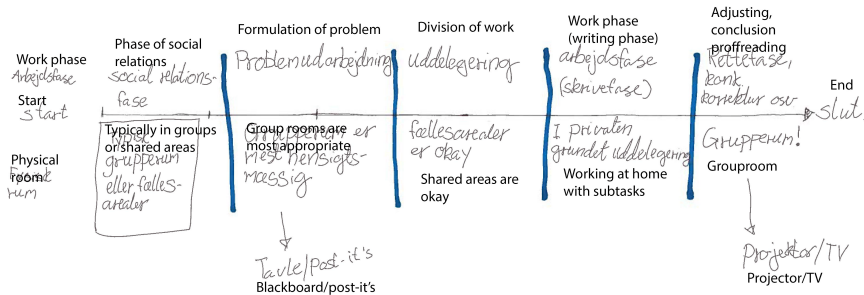 Work phase
Arbejdsfase
Start
start
Physical
room
rum
Phase of social
relations
social relations-
fase
Typically in groups
or shared areas
grupperum
eller fælles-
arealer
Formulation of problem
Problemudarbejdning
Group rooms are
most appropriate
Grupperum er
mest hensigts-
mæssig
Tavle/Post-it's
Blackboard/post-it's
Division of work
uddelegering
fællesarealer
er okay
Shared areas are
okay
Work phase
(writing phase)
arbejdsfase
(skrivefase)
I privaten
grundet uddelegering
Working at home
with subtasks
Adjusting,
conclusion
proffreading
Rettefase,
konk.
korrektur osv
Grupperum!
Grouproom
Projektor/TV
Projector/TV
End
slut.